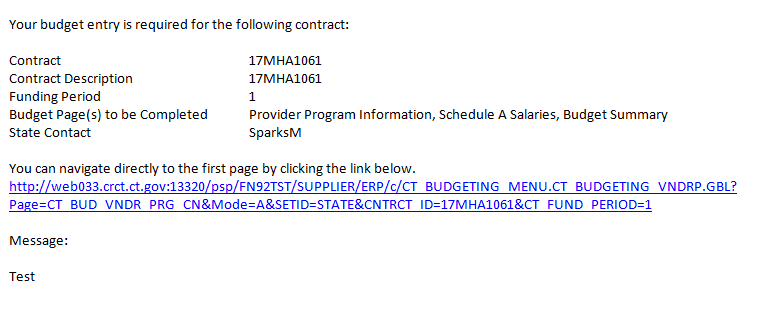 Your budget entry is required for the following contract:
Contract 17MHA1061
Contract Description 17MHA1061
Funding Period 1
Budget Page(s) to be Completed Provider Program Information, Schedule A Salaries, Budget Summary
State Contact SparksM
You can navigate directly to the first page by clicking the link below.
http://web033.crct.ct.gov:13320/psp/FN92TST/SUPPLIER/ERP/c/CT_BUDGETING_MENU.CT_BUDGETING_VNDRP.GBL?
Page=CT_BUD_VNDR_PRG_CN&Mode=A&SETID=STATE&CNTRCT_ID=17MHA1061&CT_FUND_PERIOD=1
Message:
Test